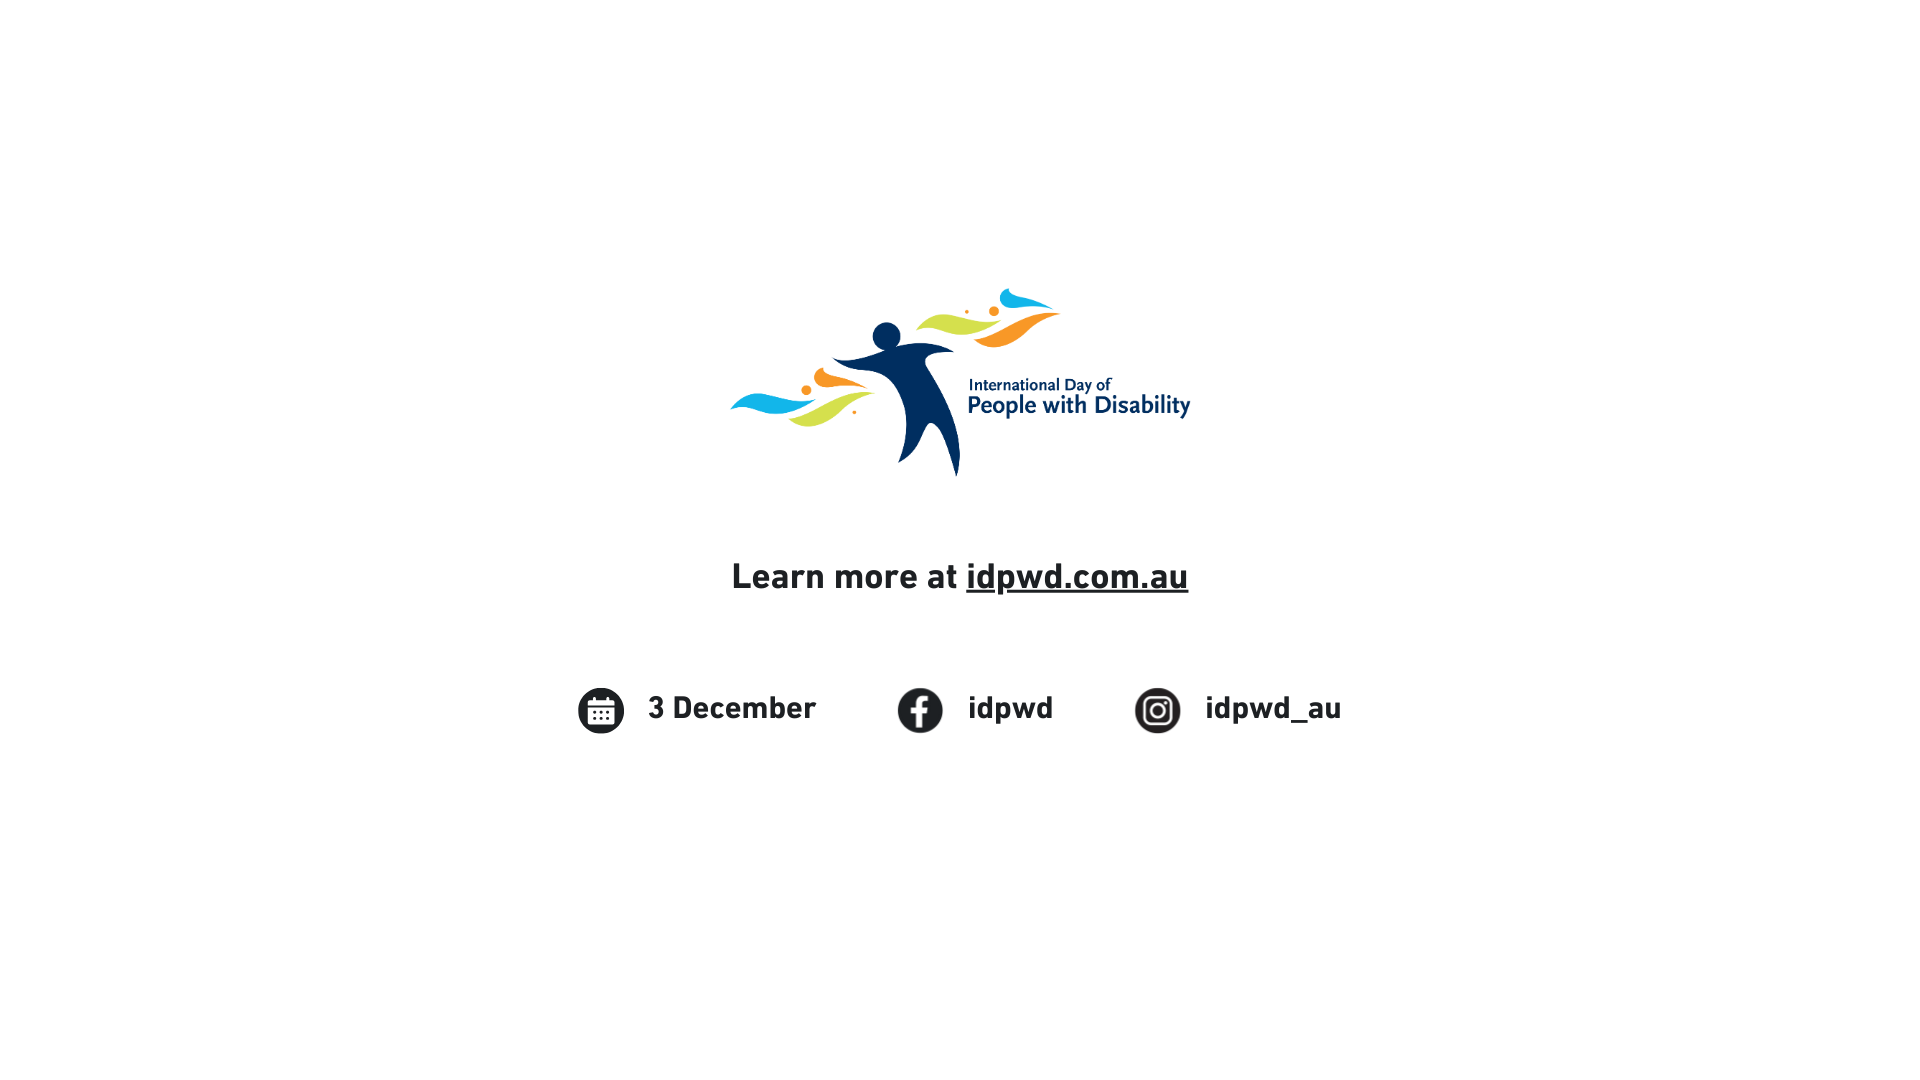 International Day of
People with Disability
Learn more at idpwd.com.au
3 December
idpwd
idpwd_au